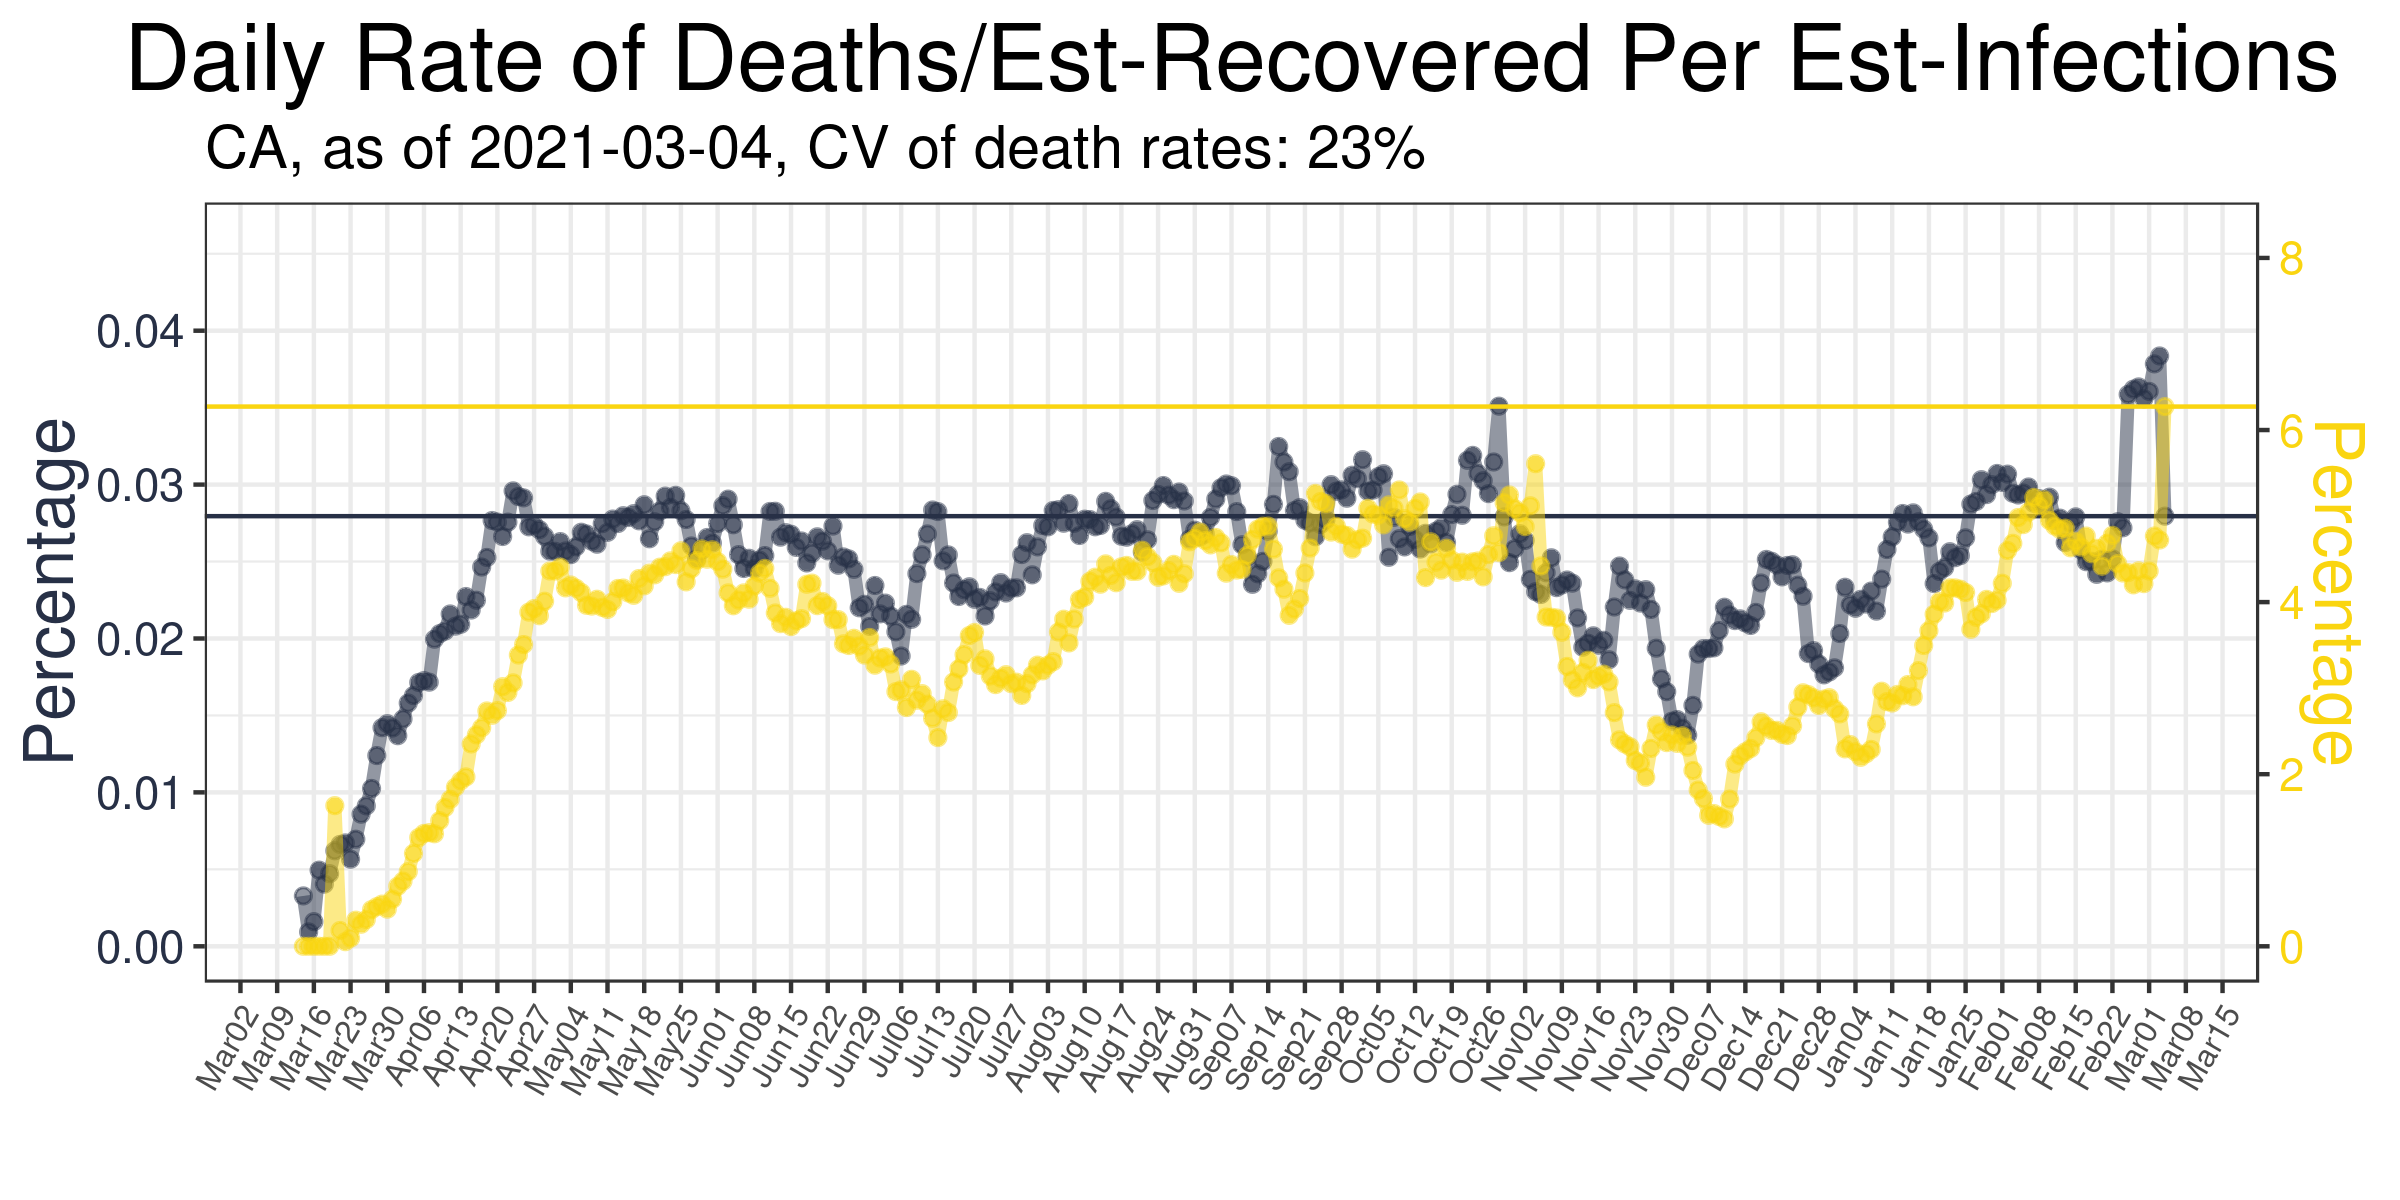 Daily Rate of Deaths/Est-Recovered Per Est-Infections
CA, as of 2021-03-04, CV of death rates: 23%
Percentage
0.04
0.03
0.02
0.01
0.00
8
6
4
2
0
Percentage
Mar02
Mar09
Mar16
Mar23
Mar30
Apr06
Apr13
Apr20
Apr27
May04
May11
May18
May25
Jun01
Jun08
Jun15
Jun22
Jun29
Jul06
Jul13
Jul20
Jul27
Aug03
Aug10
Aug17
Aug24
Aug31
Sep07
Sep14
Sep21
Sep28
Oct05
Oct12
Oct19
Oct26
Nov02
Nov09
Nov16
Nov23
Nov30
Dec07
Dec14
Dec21
Dec28
Jan04
Jan11
Jan18
Jan25
Feb01
Feb08
Feb15
Feb22
Mar01
Mar08
Mar15